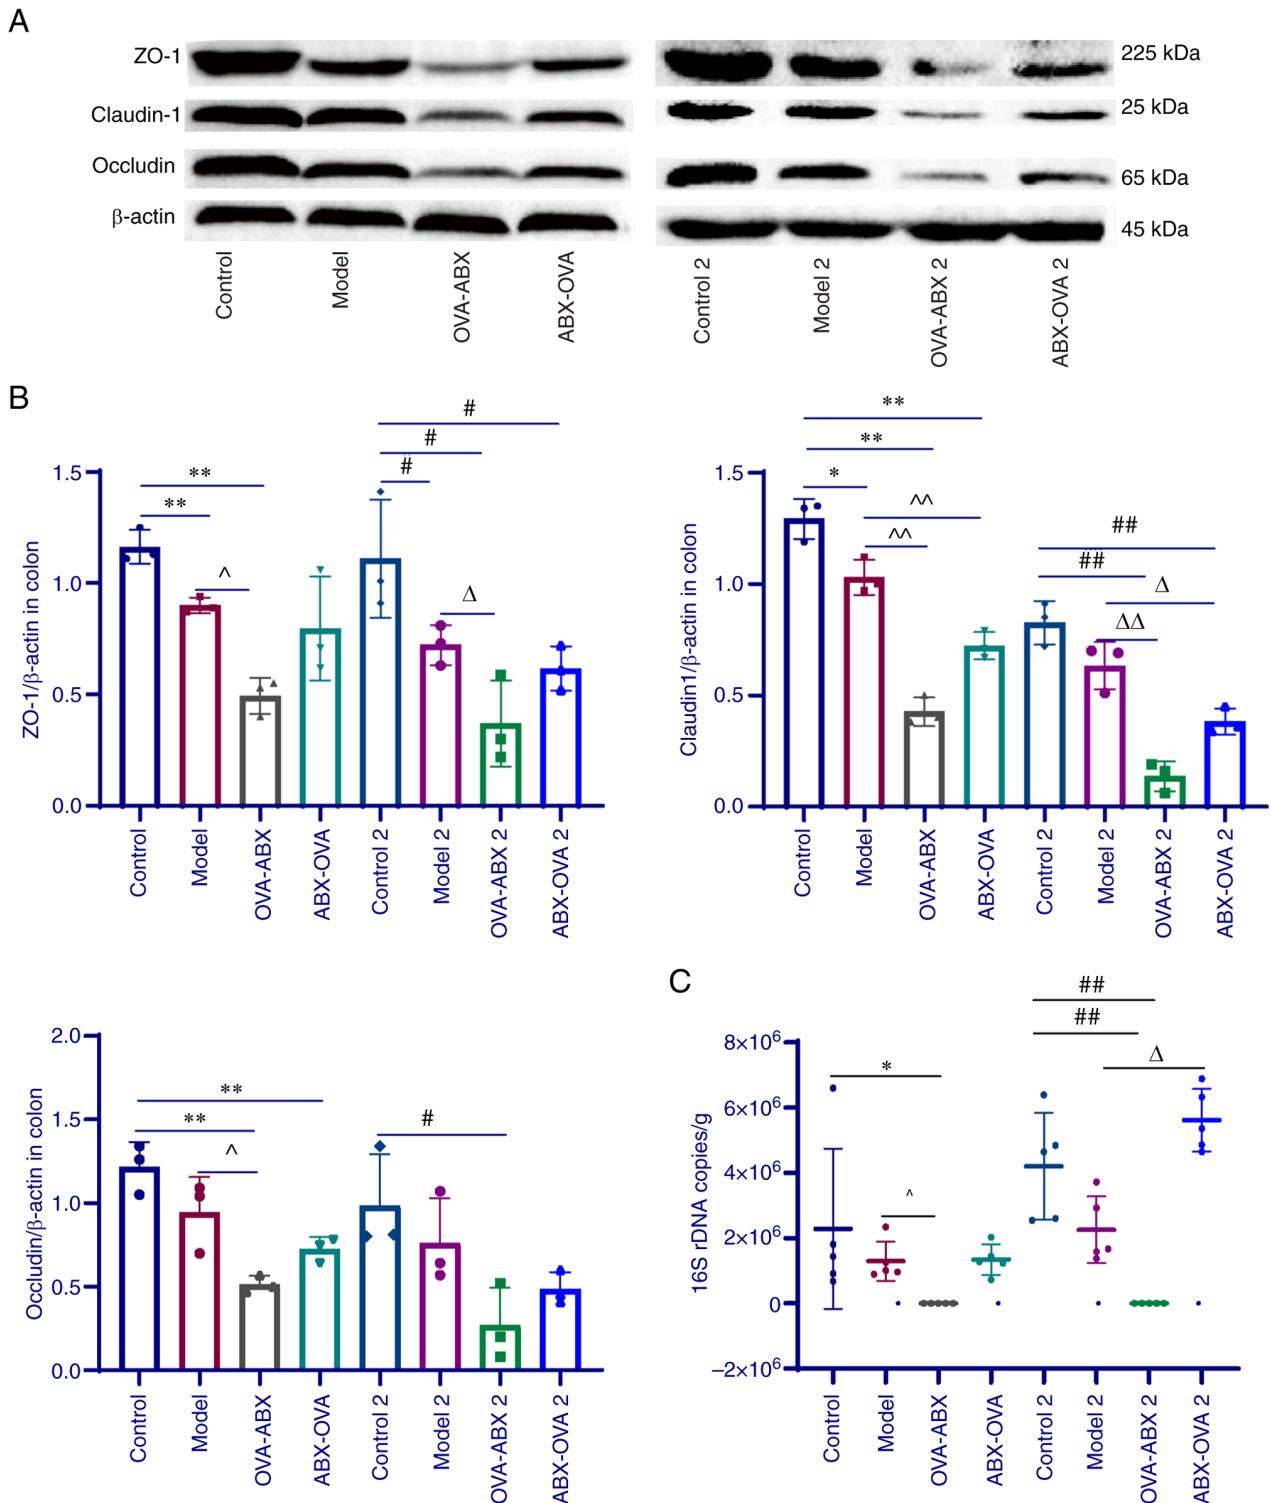 A
ZO-1
225 kDa
Claudin-1
25 kDa
Occludin
65 kDa
β-actin
45 kDa
Control
Model
OVA-ABX
ABX-OVA
Control 2
Model 2
OVA-ABX 2
ABX-OVA 2
B
ZO-1/β-actin in colon
1.5
1.0
0.5
0.0
**
**
^
#
#
#
Δ
Control
Model
OVA-ABX
ABX-OVA
Control 2
Model 2
OVA-ABX 2
ABX-OVA 2
Claudin1/β-actin in colon
1.5
1.0
0.5
0.0
**
**
*
^^
^^
##
##
Δ
ΔΔ
Control
Model
OVA-ABX
ABX-OVA
Control 2
Model 2
OVA-ABX 2
ABX-OVA 2
Occludin/β-actin in colon
2.0
1.5
1.0
0.5
0.0
**
**
^
#
Control
Model
OVA-ABX
ABX-OVA
Control 2
Model 2
OVA-ABX 2
ABX-OVA 2
C
16S rDNA copies/g
8×10⁶
6×10⁶
4×10⁶
2×10⁶
0
−2×10⁶
*
^
##
##
Δ
Control
Model
OVA-ABX
ABX-OVA
Control 2
Model 2
OVA-ABX 2
ABX-OVA 2